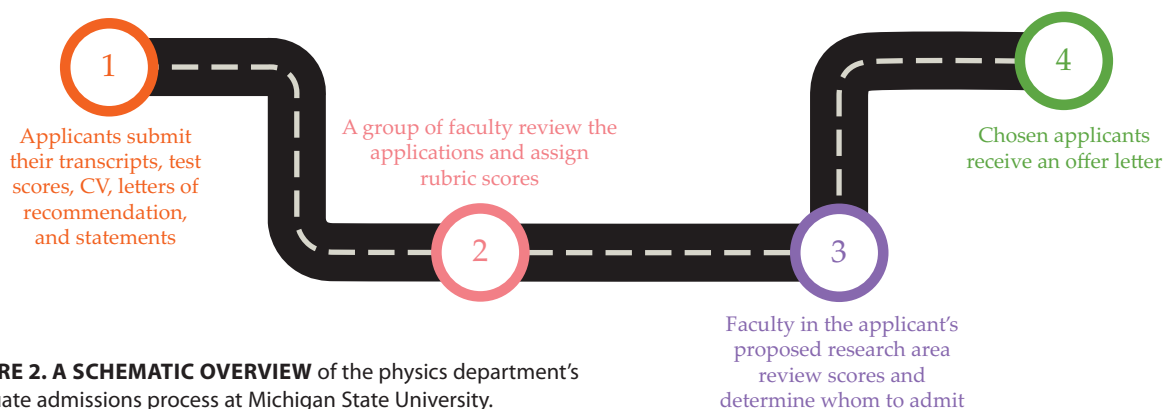 1
Applicants submit
their transcripts, test
scores, CV, letters of
recommendation,
and statements
A group of faculty review the
applications and assign
rubric scores
2
3
Faculty in the applicant's
proposed research area
review scores and
determine whom to admit
4
Chosen applicants
receive an offer letter
RE 2. A SCHEMATIC OVERVIEW of the physics department's
uate admissions process at Michigan State University.